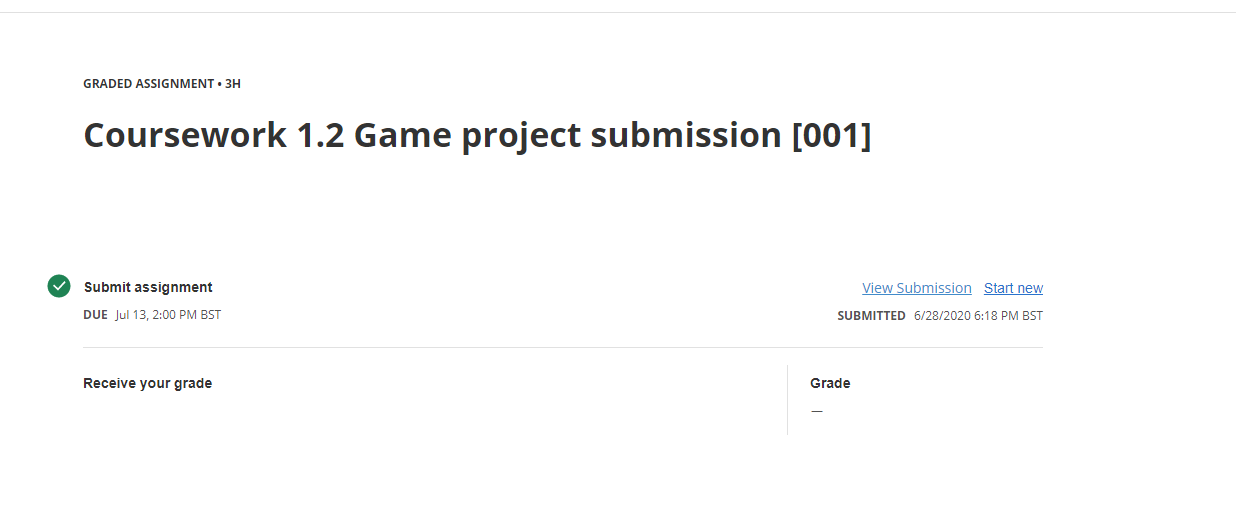 GRADED ASSIGNMENT • 3H
Coursework 1.2 Game project submission [001]
Submit assignment
View Submission Start new
DUE Jul 13, 2:00 PM BST
SUBMITTED 6/28/2020 6:18 PM BST
Receive your grade
Grade
—